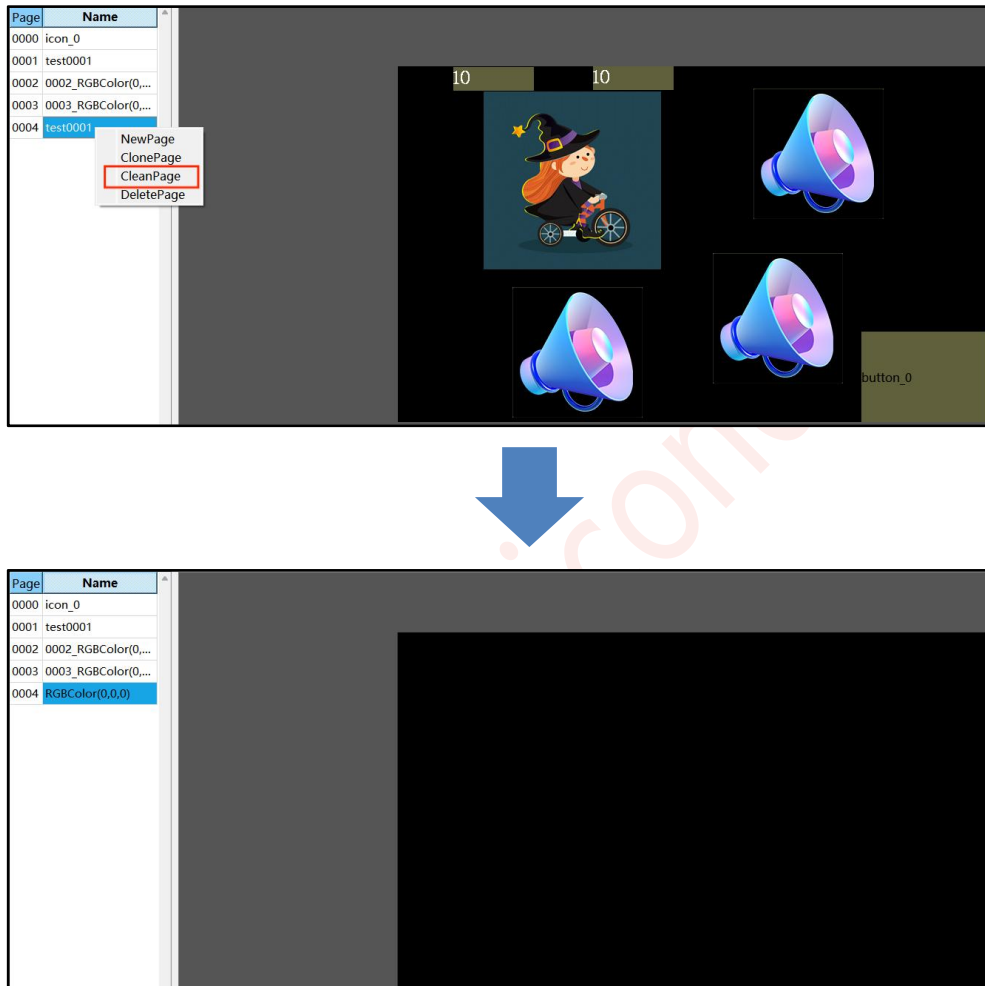 Page Name
0000 icon_0
0001 test0001
0002 0002_RGBColor(0,...
0003 0003_RGBColor(0,...
0004 test0001
NewPage
ClonePage
CleanPage
DeletePage
10 10
button_0
Page Name
0000 icon_0
0001 test0001
0002 0002_RGBColor(0,...
0003 0003_RGBColor(0,...
0004 RGBColor(0,0,0)